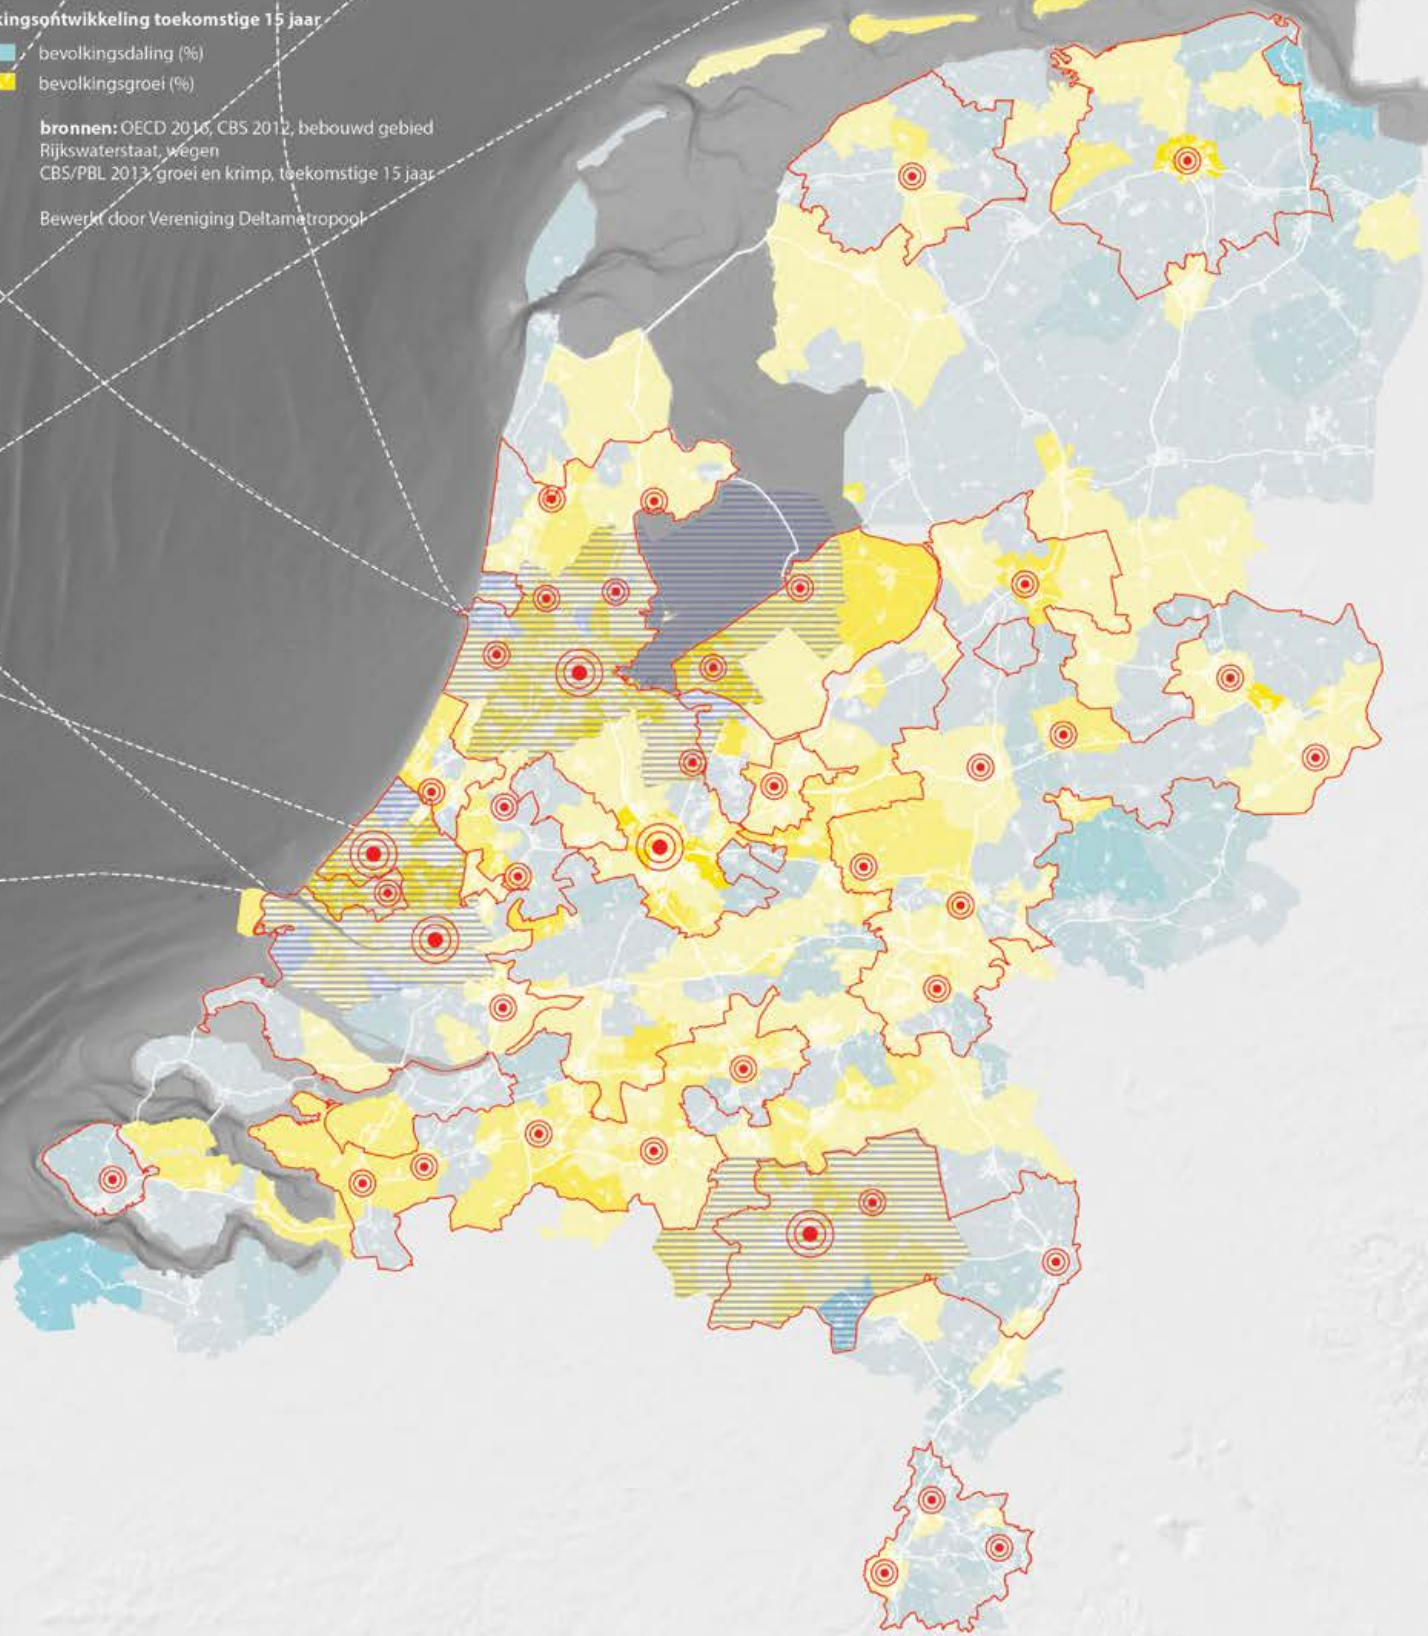 kingsontwikkeling toekomstige 15 jaar
bevolkingsdaling (%)
bevolkingsgroei (%)
bronnen: OECD 2016, CBS 2012, bebouwd gebied
Rijkswaterstaat, wegen
CBS/PBL 2013, groei en krimp, toekomstige 15 jaar
Bewerkt door Vereniging Deltametropool